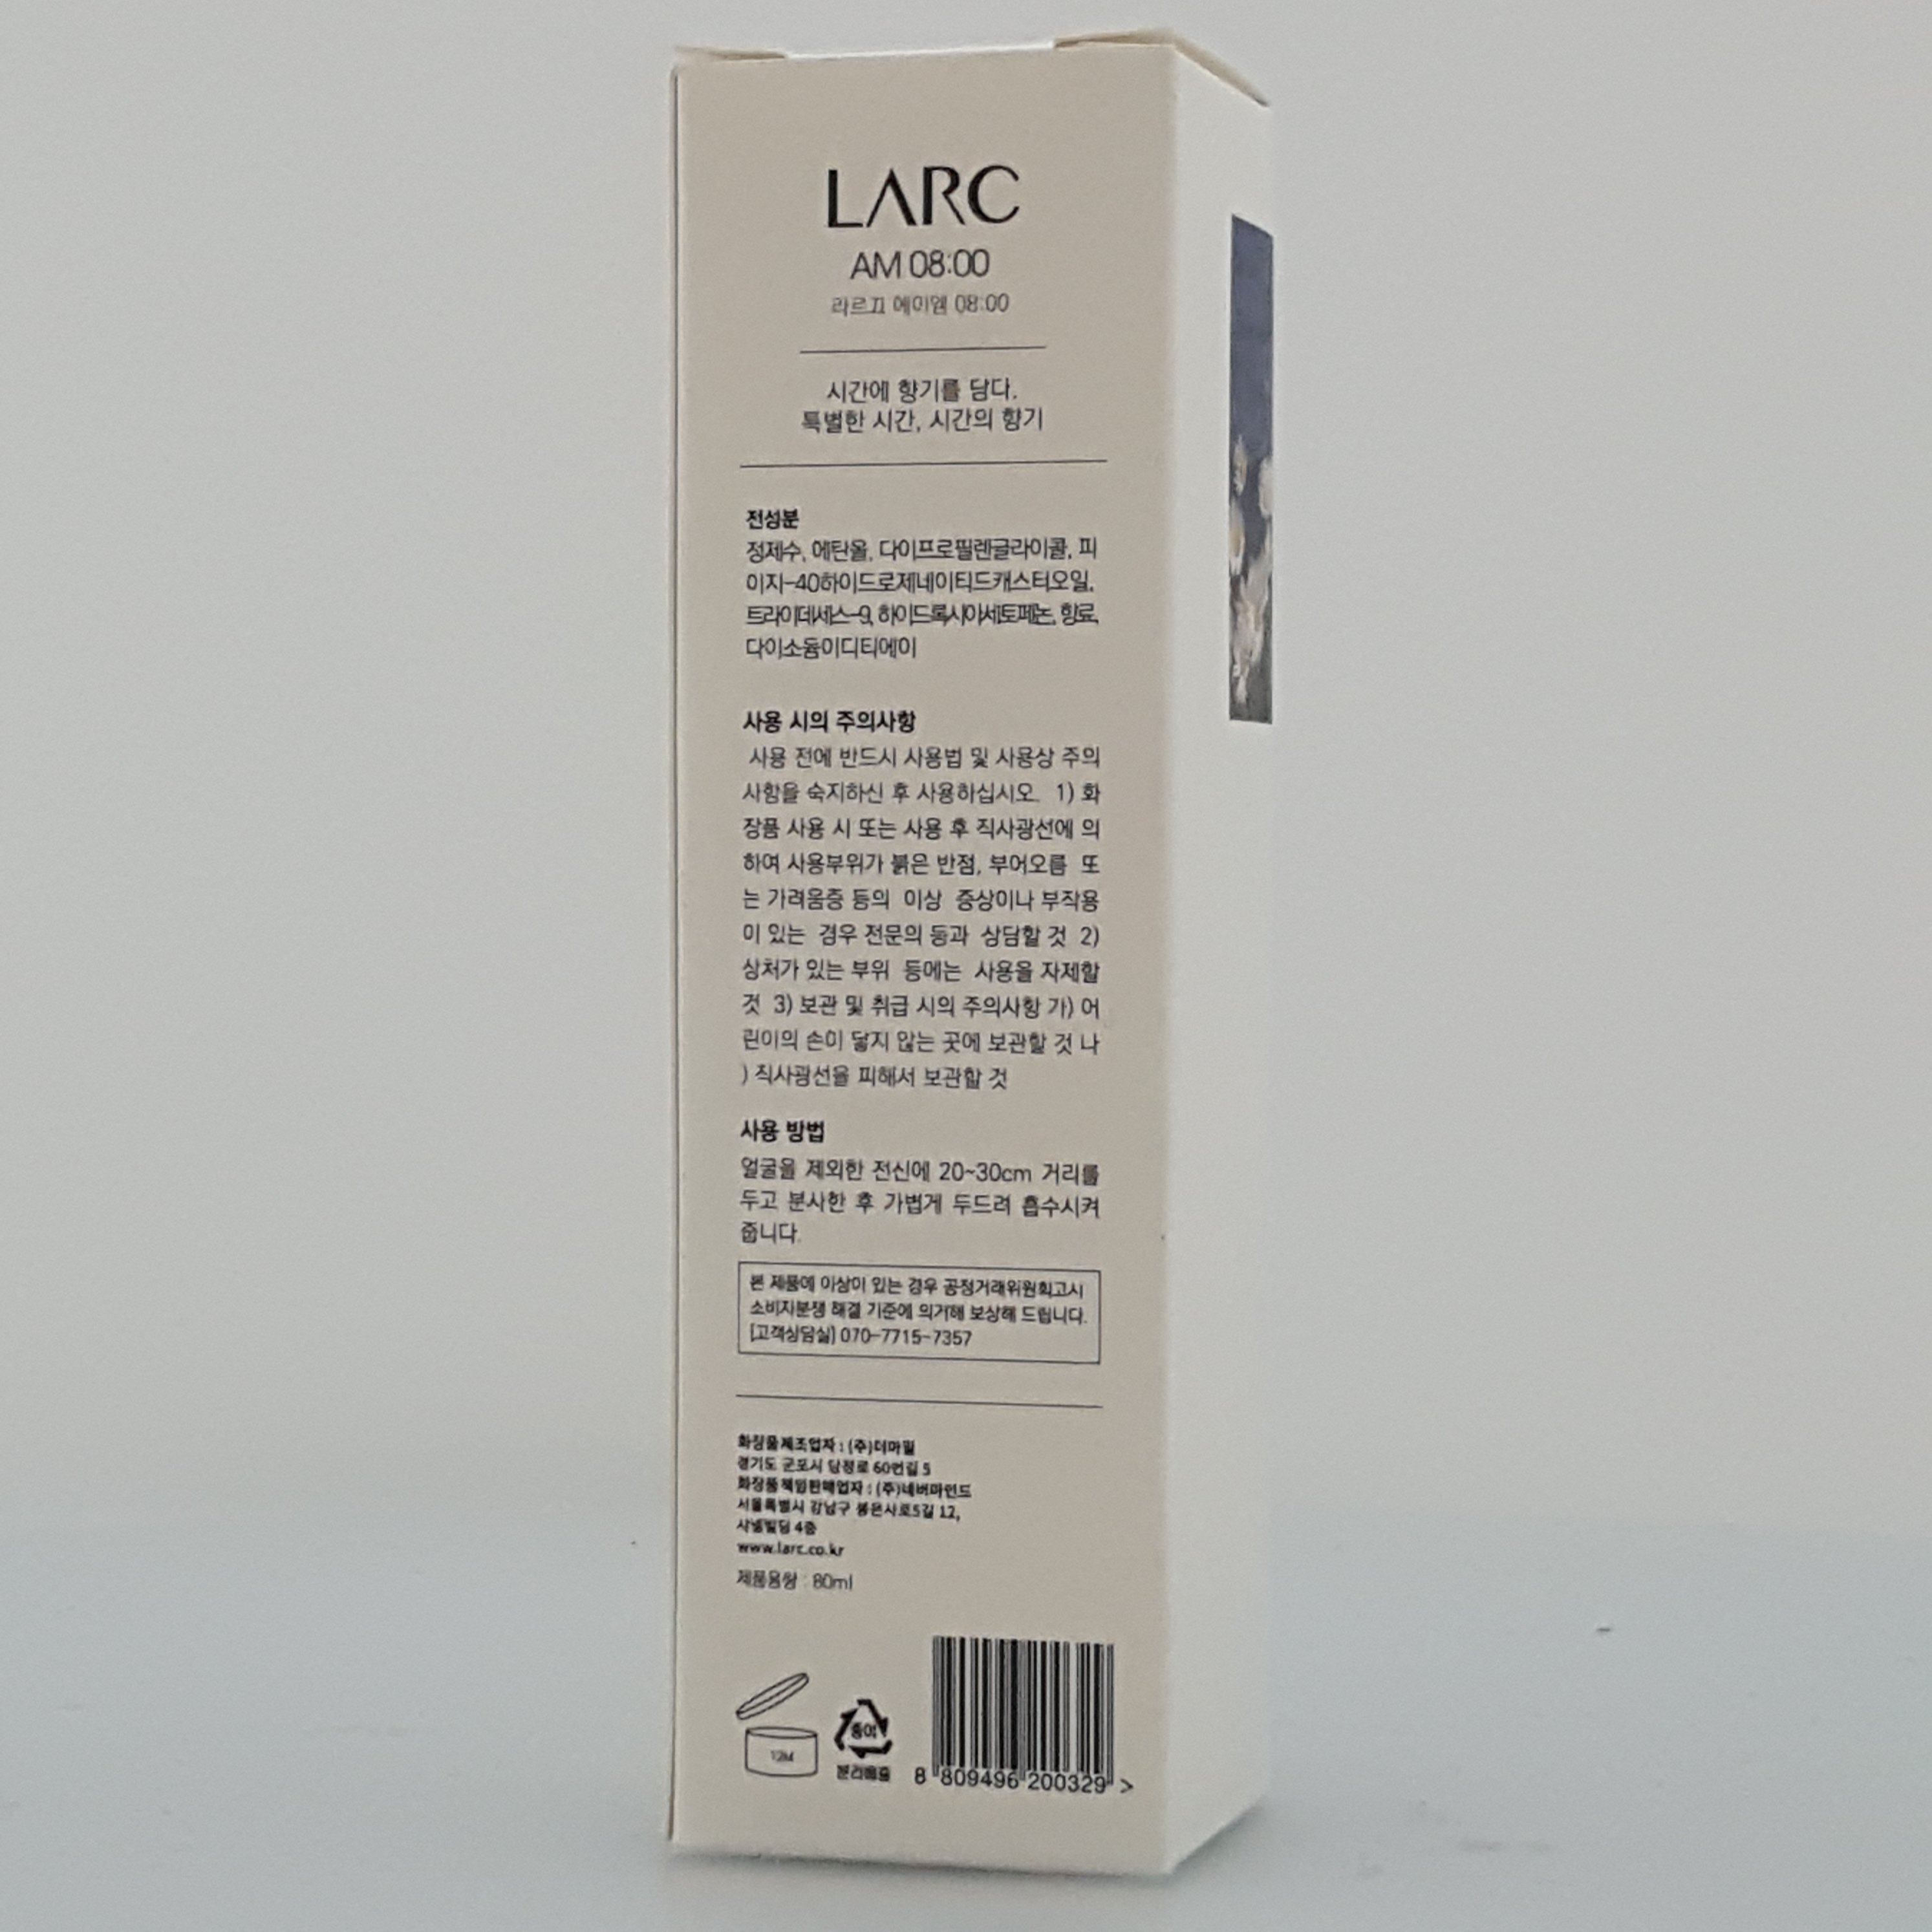 LARC
AM 08:00
라르끄 에이엠 08:00
시간에 향기를 담다.
특별한 시간, 시간의 향기
전성분
정제수, 에탄올, 다이프로필렌글라이콜, 피
이지-40하이드로제네이티드캐스터오일,
트라이데세스-9, 하이드록시아세토페논, 향료,
다이소듐이디티에이
사용 시의 주의사항
사용 전에 반드시 사용법 및 사용상 주의
사항을 숙지하신 후 사용하십시오. 1) 화
장품 사용 시 또는 사용 후 직사광선에 의
하여 사용부위가 붉은 반점, 부어오름 또
는 가려움증 등의 이상 증상이나 부작용
이 있는 경우 전문의 등과 상담할 것 2)
상처가 있는 부위 등에는 사용을 자제할
것 3) 보관 및 취급 시의 주의사항 가) 어
린이의 손이 닿지 않는 곳에 보관할 것 나
) 직사광선을 피해서 보관할 것
사용 방법
얼굴을 제외한 전신에 20~30cm 거리를
두고 분사한 후 가볍게 두드려 흡수시켜
줍니다.
본 제품에 이상이 있는 경우 공정거래위원회고시
소비자분쟁 해결 기준에 의거해 보상해 드립니다.
[고객상담실] 070-7715-7357
화장품제조업자 : (주)더마밀
경기도 군포시 당정로 60번길 5
화장품책임판매업자 : (주)네버마인드
서울특별시 강남구 봉은사로5길 12,
샤넬빌딩 4층
www.larc.co.kr
제품용량 : 80ml
12M
종이
분리배출
8 809496 200329 >